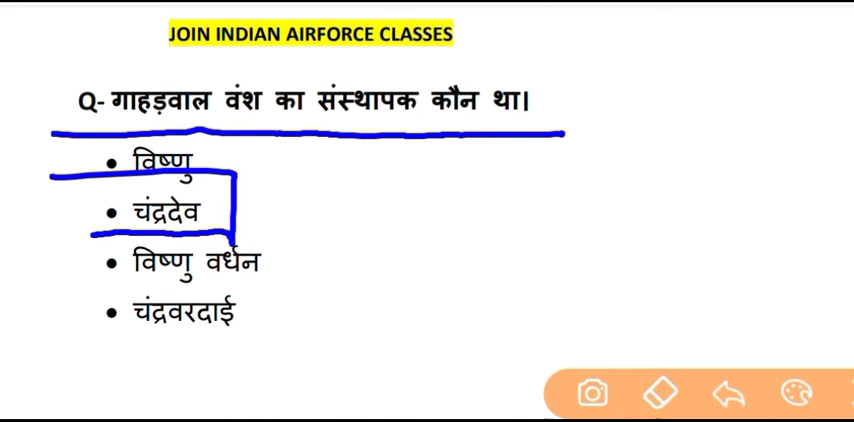 JOIN INDIAN AIRFORCE CLASSES
Q- गाहड़वाल वंश का संस्थापक कौन था।
• विष्णु
• चंद्रदेव
• विष्णु वर्धन
• चंद्रवरदाई